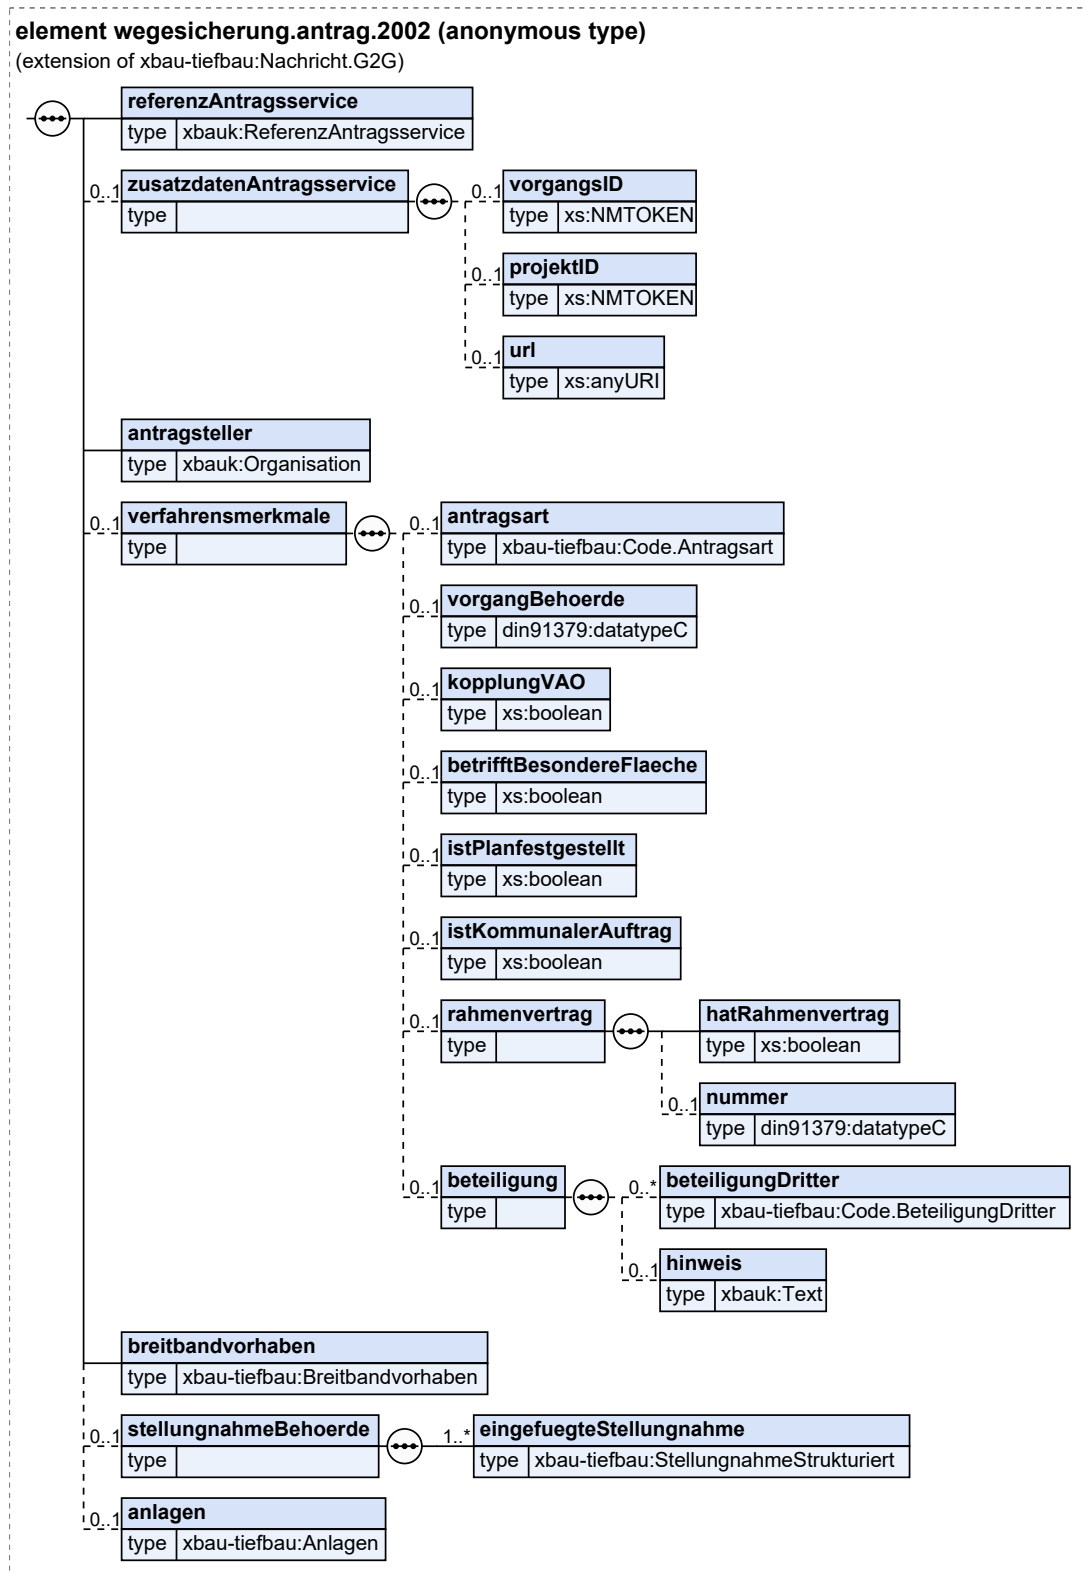 element wegesicherung.antrag.2002 (anonymous type)
(extension of xbau-tiefbau:Nachricht.G2G)
referenzAntragsservice
type xbauk:ReferenzAntragsservice
0..1 zusatzdatenAntragsservice
type
0..1 vorgangsID
type xs:NMTOKEN
0..1 projektID
type xs:NMTOKEN
0..1 url
type xs:anyURI
antragsteller
type xbauk:Organisation
0..1 verfahrensmerkmale
type
0..1 antragsart
type xbau-tiefbau:Code.Antragsart
0..1 vorgangBehoerde
type din91379:datatypeC
0..1 kopplungVAO
type xs:boolean
0..1 betrifftBesondereFlaeche
type xs:boolean
0..1 istPlanfestgestellt
type xs:boolean
0..1 istKommunalerAuftrag
type xs:boolean
0..1 rahmenvertrag
type
hatRahmenvertrag
type xs:boolean
0..1 nummer
type din91379:datatypeC
0..1 beteiligung
type
0..* beteiligungDritter
type xbau-tiefbau:Code.BeteiligungDritter
0..1 hinweis
type xbauk:Text
breitbandvorhaben
type xbau-tiefbau:Breitbandvorhaben
0..1 stellungnahmeBehoerde
type
1..* eingefuegteStellungnahme
type xbau-tiefbau:StellungnahmeStrukturiert
0..1 anlagen
type xbau-tiefbau:Anlagen